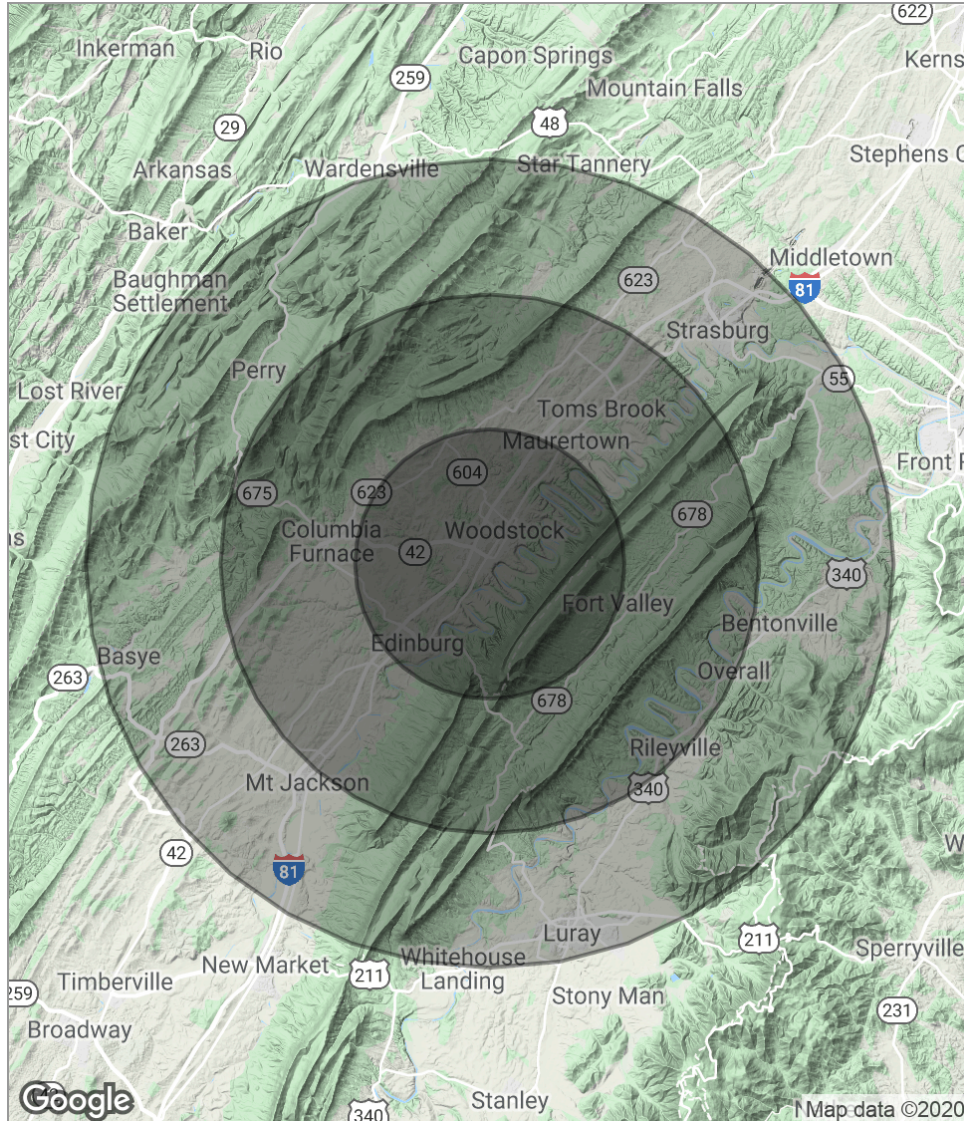 622
Inkerman
Rio
Capon Springs
Kerns
259
Mountain Falls
29
48
Stephens C
Arkansas
Wardensville
Star Tannery
Baker
Middletown
Baughman
Settlement
623
81
Strasburg
Perry
Lost River
55
Toms Brook
st City
Maurertown
Front R
604
675
623
678
Columbia
Furnace
Woodstock
as
42
340
Fort Valley
Bentonville
Edinburg
Basye
Overall
263
678
263
Rileyville
Mt Jackson
340
42
W
81
Luray
211
Sperryville
New Market
211
Whitehouse
Landing
Timberville
259
Stony Man
231
Broadway
Google
340
Stanley
Map data ©2020